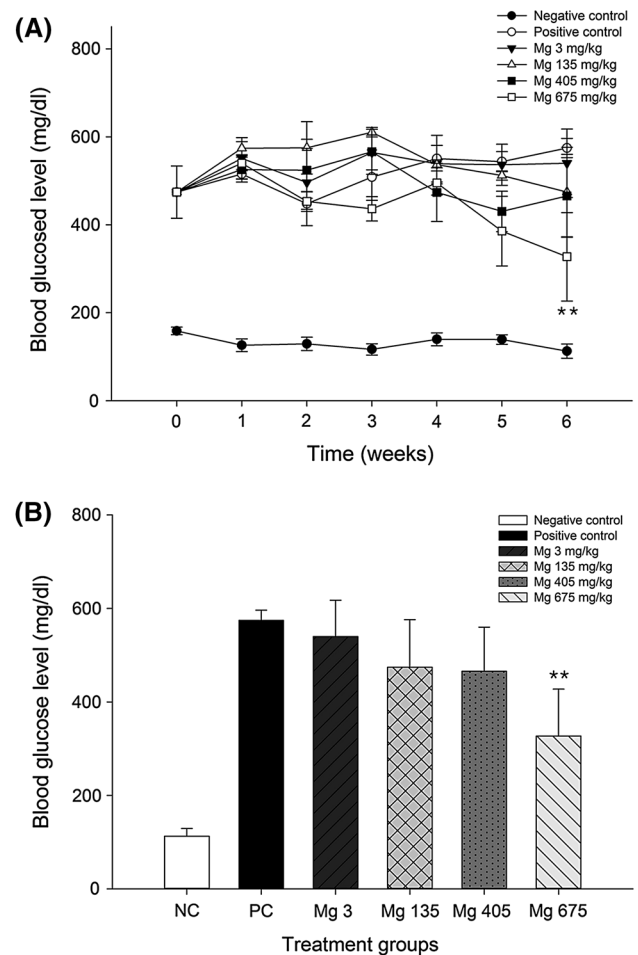 (A)
Negative control
Positive control
Mg 3 mg/kg
Mg 135 mg/kg
Mg 405 mg/kg
Mg 675 mg/kg
Blood glucosed level (mg/dl)
800
600
400
200
0
**
0 1 2 3 4 5 6
Time (weeks)
(B)
Negative control
Positive control
Mg 3 mg/kg
Mg 135 mg/kg
Mg 405 mg/kg
Mg 675 mg/kg
Blood glucose level (mg/dl)
800
600
400
200
0
**
NC PC Mg 3 Mg 135 Mg 405 Mg 675
Treatment groups